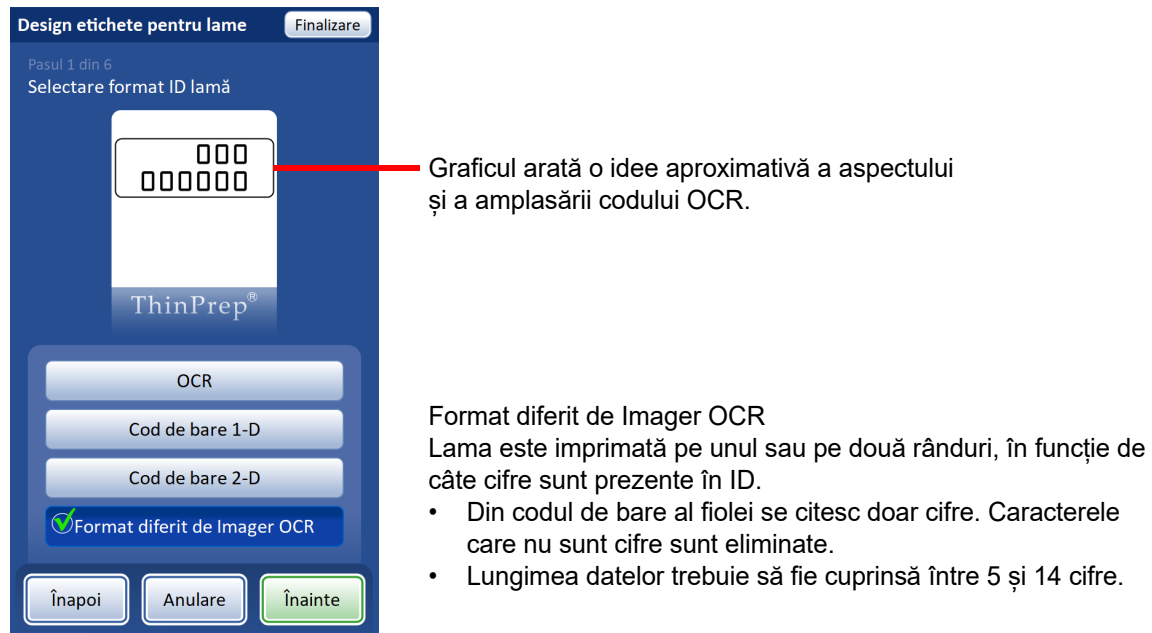 Design etichete pentru lame
Finalizare
Pasul 1 din 6
Selectare format ID lamă
000
000000
ThinPrep®
OCR
Cod de bare 1-D
Cod de bare 2-D
Format diferit de Imager OCR
Înapoi
Anulare
Înainte
Graficul arată o idee aproximativă a aspectului
și a amplasării codului OCR.
Format diferit de Imager OCR
Lama este imprimată pe unul sau pe două rânduri, în funcție de
câte cifre sunt prezente în ID.
• Din codul de bare al fiolei se citesc doar cifre. Caracterele
care nu sunt cifre sunt eliminate.
• Lungimea datelor trebuie să fie cuprinsă între 5 și 14 cifre.